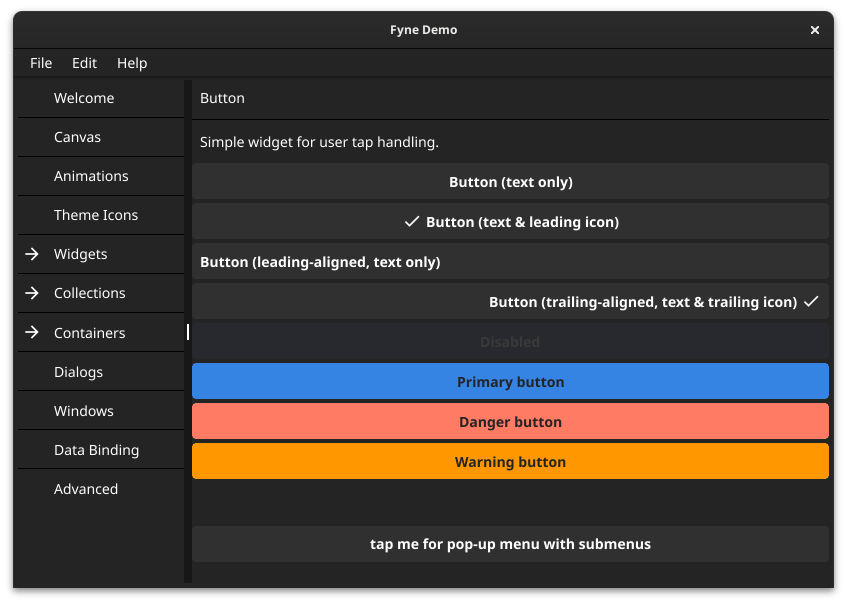 Fyne Demo
File Edit Help
Welcome
Canvas
Animations
Theme Icons
Widgets
Collections
Containers
Dialogs
Windows
Data Binding
Advanced
Button
Simple widget for user tap handling.
Button (text only)
Button (text & leading icon)
Button (leading-aligned, text only)
Button (trailing-aligned, text & trailing icon)
Disabled
Primary button
Danger button
Warning button
tap me for pop-up menu with submenus